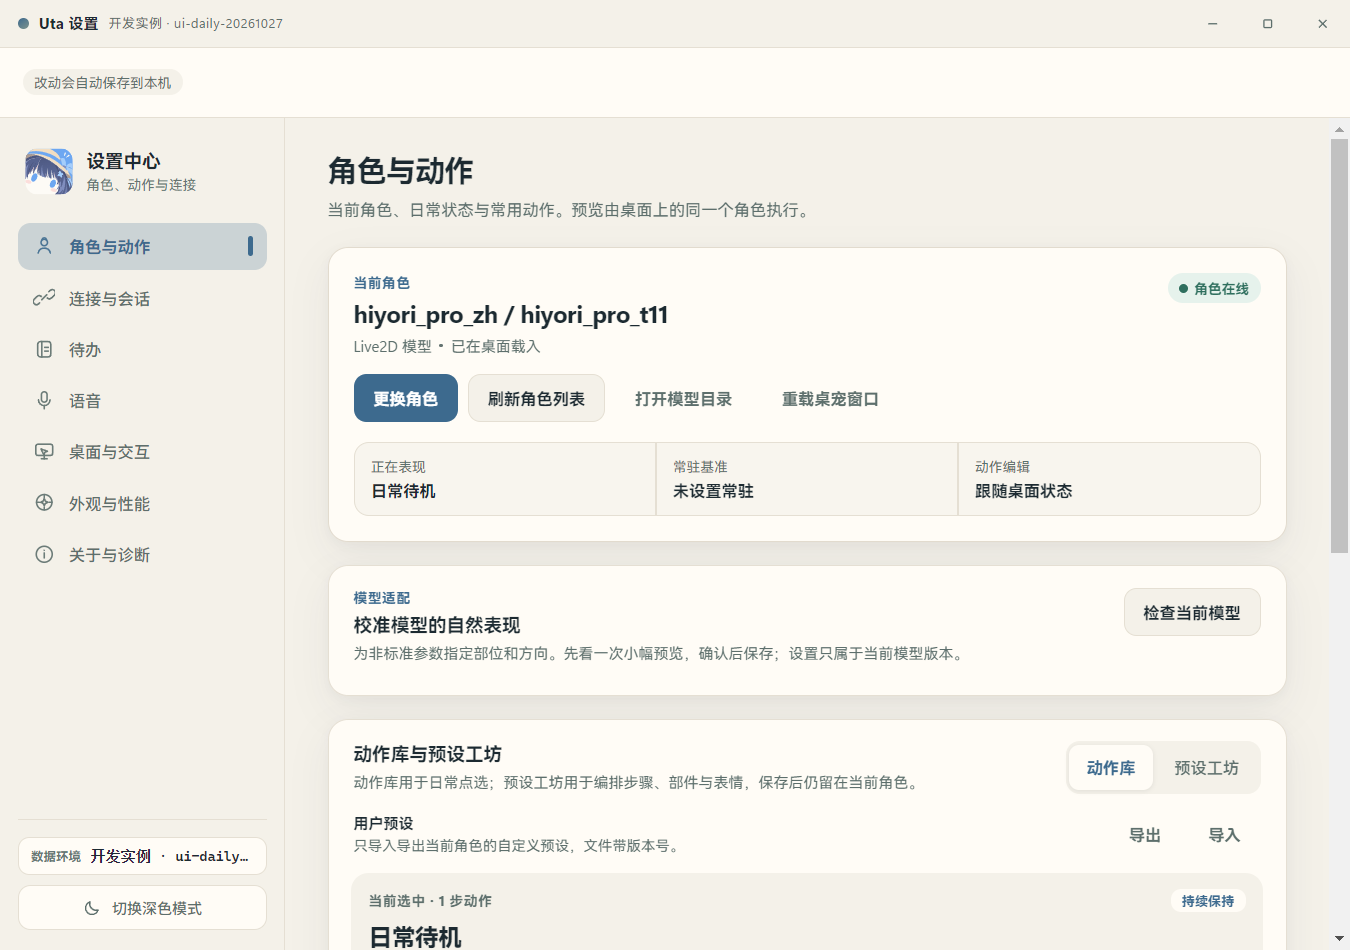 Uta 设置 开发实例 · ui-daily-20261027
改动会自动保存到本机
设置中心
角色、动作与连接
角色与动作
连接与会话
待办
语音
桌面与交互
外观与性能
关于与诊断
数据环境 开发实例 · ui-daily…
切换深色模式
角色与动作
当前角色、日常状态与常用动作。预览由桌面上的同一个角色执行。
当前角色
角色在线
hiyori_pro_zh / hiyori_pro_t11
Live2D 模型 • 已在桌面载入
更换角色 刷新角色列表 打开模型目录 重载桌宠窗口
正在表现 常驻基准 动作编辑
日常待机 未设置常驻 跟随桌面状态
模型适配
校准模型的自然表现
为非标准参数指定部位和方向。先看一次小幅预览，确认后保存；设置只属于当前模型版本。
检查当前模型
动作库与预设工坊
动作库用于日常点选；预设工坊用于编排步骤、部件与表情，保存后仍留在当前角色。
动作库 预设工坊
用户预设
只导入导出当前角色的自定义预设，文件带版本号。
导出 导入
当前选中 · 1 步动作
持续保持
日常待机